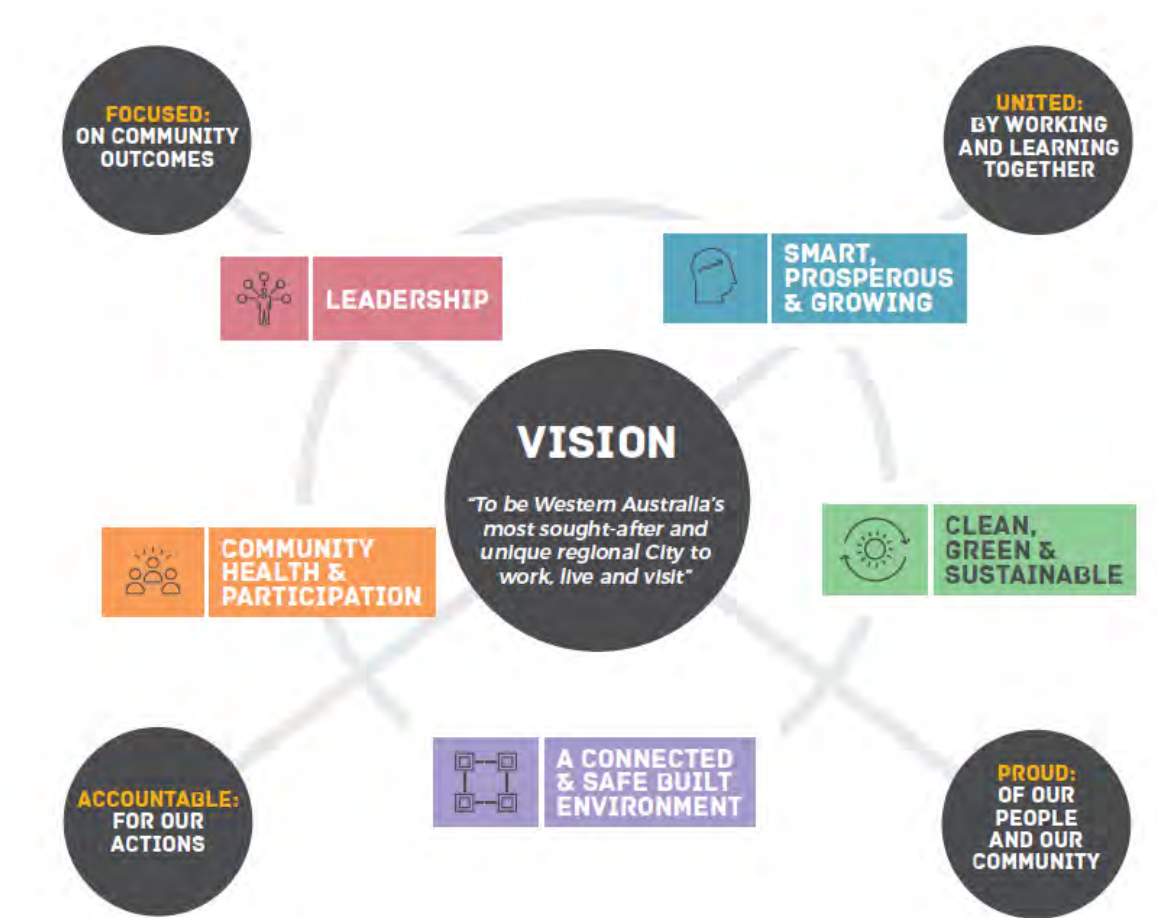 FOCUSED:
ON COMMUNITY
OUTCOMES
UNITED:
BY WORKING
AND LEARNING
TOGETHER
LEADERSHIP
SMART,
PROSPEROUS
& GROWING
VISION
"To be Western Australia's
most sought-after and
unique regional City to
work, live and visit"
COMMUNITY
HEALTH &
PARTICIPATION
CLEAN,
GREEN &
SUSTAINABLE
A CONNECTED
& SAFE BUILT
ENVIRONMENT
ACCOUNTABLE:
FOR OUR
ACTIONS
PROUD:
OF OUR
PEOPLE
AND OUR
COMMUNITY